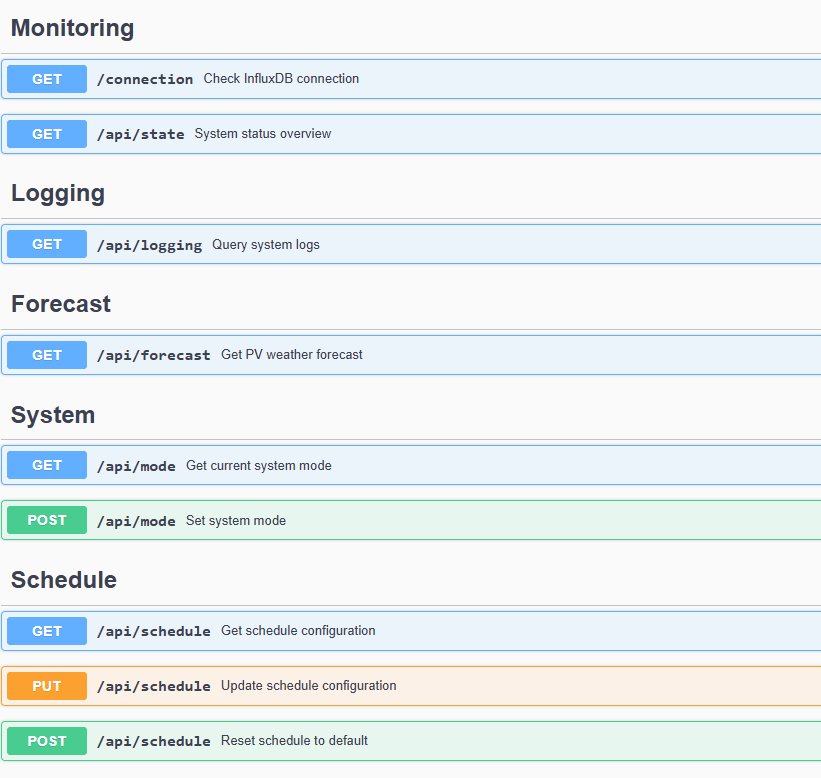 Monitoring
GET /connection Check InfluxDB connection
GET /api/state System status overview
Logging
GET /api/logging Query system logs
Forecast
GET /api/forecast Get PV weather forecast
System
GET /api/mode Get current system mode
POST /api/mode Set system mode
Schedule
GET /api/schedule Get schedule configuration
PUT /api/schedule Update schedule configuration
POST /api/schedule Reset schedule to default